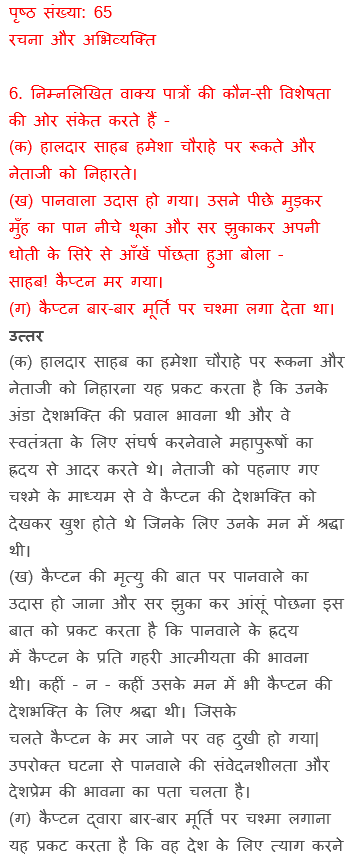 पृष्ठ संख्या: 65
रचना और अभिव्यक्ति
6. निम्नलिखित वाक्य पात्रों की कौन-सी विशेषता
की ओर संकेत करते हैं -
(क) हालदार साहब हमेशा चौराहे पर रूकते और
नेताजी को निहारते।
(ख) पानवाला उदास हो गया। उसने पीछे मुड़कर
मुँह का पान नीचे थूका और सर झुकाकर अपनी
धोती के सिरे से आँखें पोंछता हुआ बोला -
साहब! कैप्टन मर गया।
(ग) कैप्टन बार-बार मूर्ति पर चश्मा लगा देता था।
उत्तर
(क) हालदार साहब का हमेशा चौराहे पर रूकना और
नेताजी को निहारना यह प्रकट करता है कि उनके
अंडा देशभक्ति की प्रवाल भावना थी और वे
स्वतंत्रता के लिए संघर्ष करनेवाले महापुरूषों का
ह्रदय से आदर करते थे। नेताजी को पहनाए गए
चश्मे के माध्यम से वे कैप्टन की देशभक्ति को
देखकर खुश होते थे जिनके लिए उनके मन में श्रद्धा
थी।
(ख) कैप्टन की मृत्यु की बात पर पानवाले का
उदास हो जाना और सर झुका कर आंसूं पोछना इस
बात को प्रकट करता है कि पानवाले के ह्रदय
में कैप्टन के प्रति गहरी आत्मीयता की भावना
थी। कहीं - न - कहीं उसके मन में भी कैप्टन की
देशभक्ति के लिए श्रद्धा थी। जिसके
चलते कैप्टन के मर जाने पर वह दुखी हो गया|
उपरोक्त घटना से पानवाले की संवेदनशीलता और
देशप्रेम की भावना का पता चलता है।
(ग) कैप्टन द्वारा बार-बार मूर्ति पर चश्मा लगाना
यह प्रकट करता है कि वह देश के लिए त्याग करने